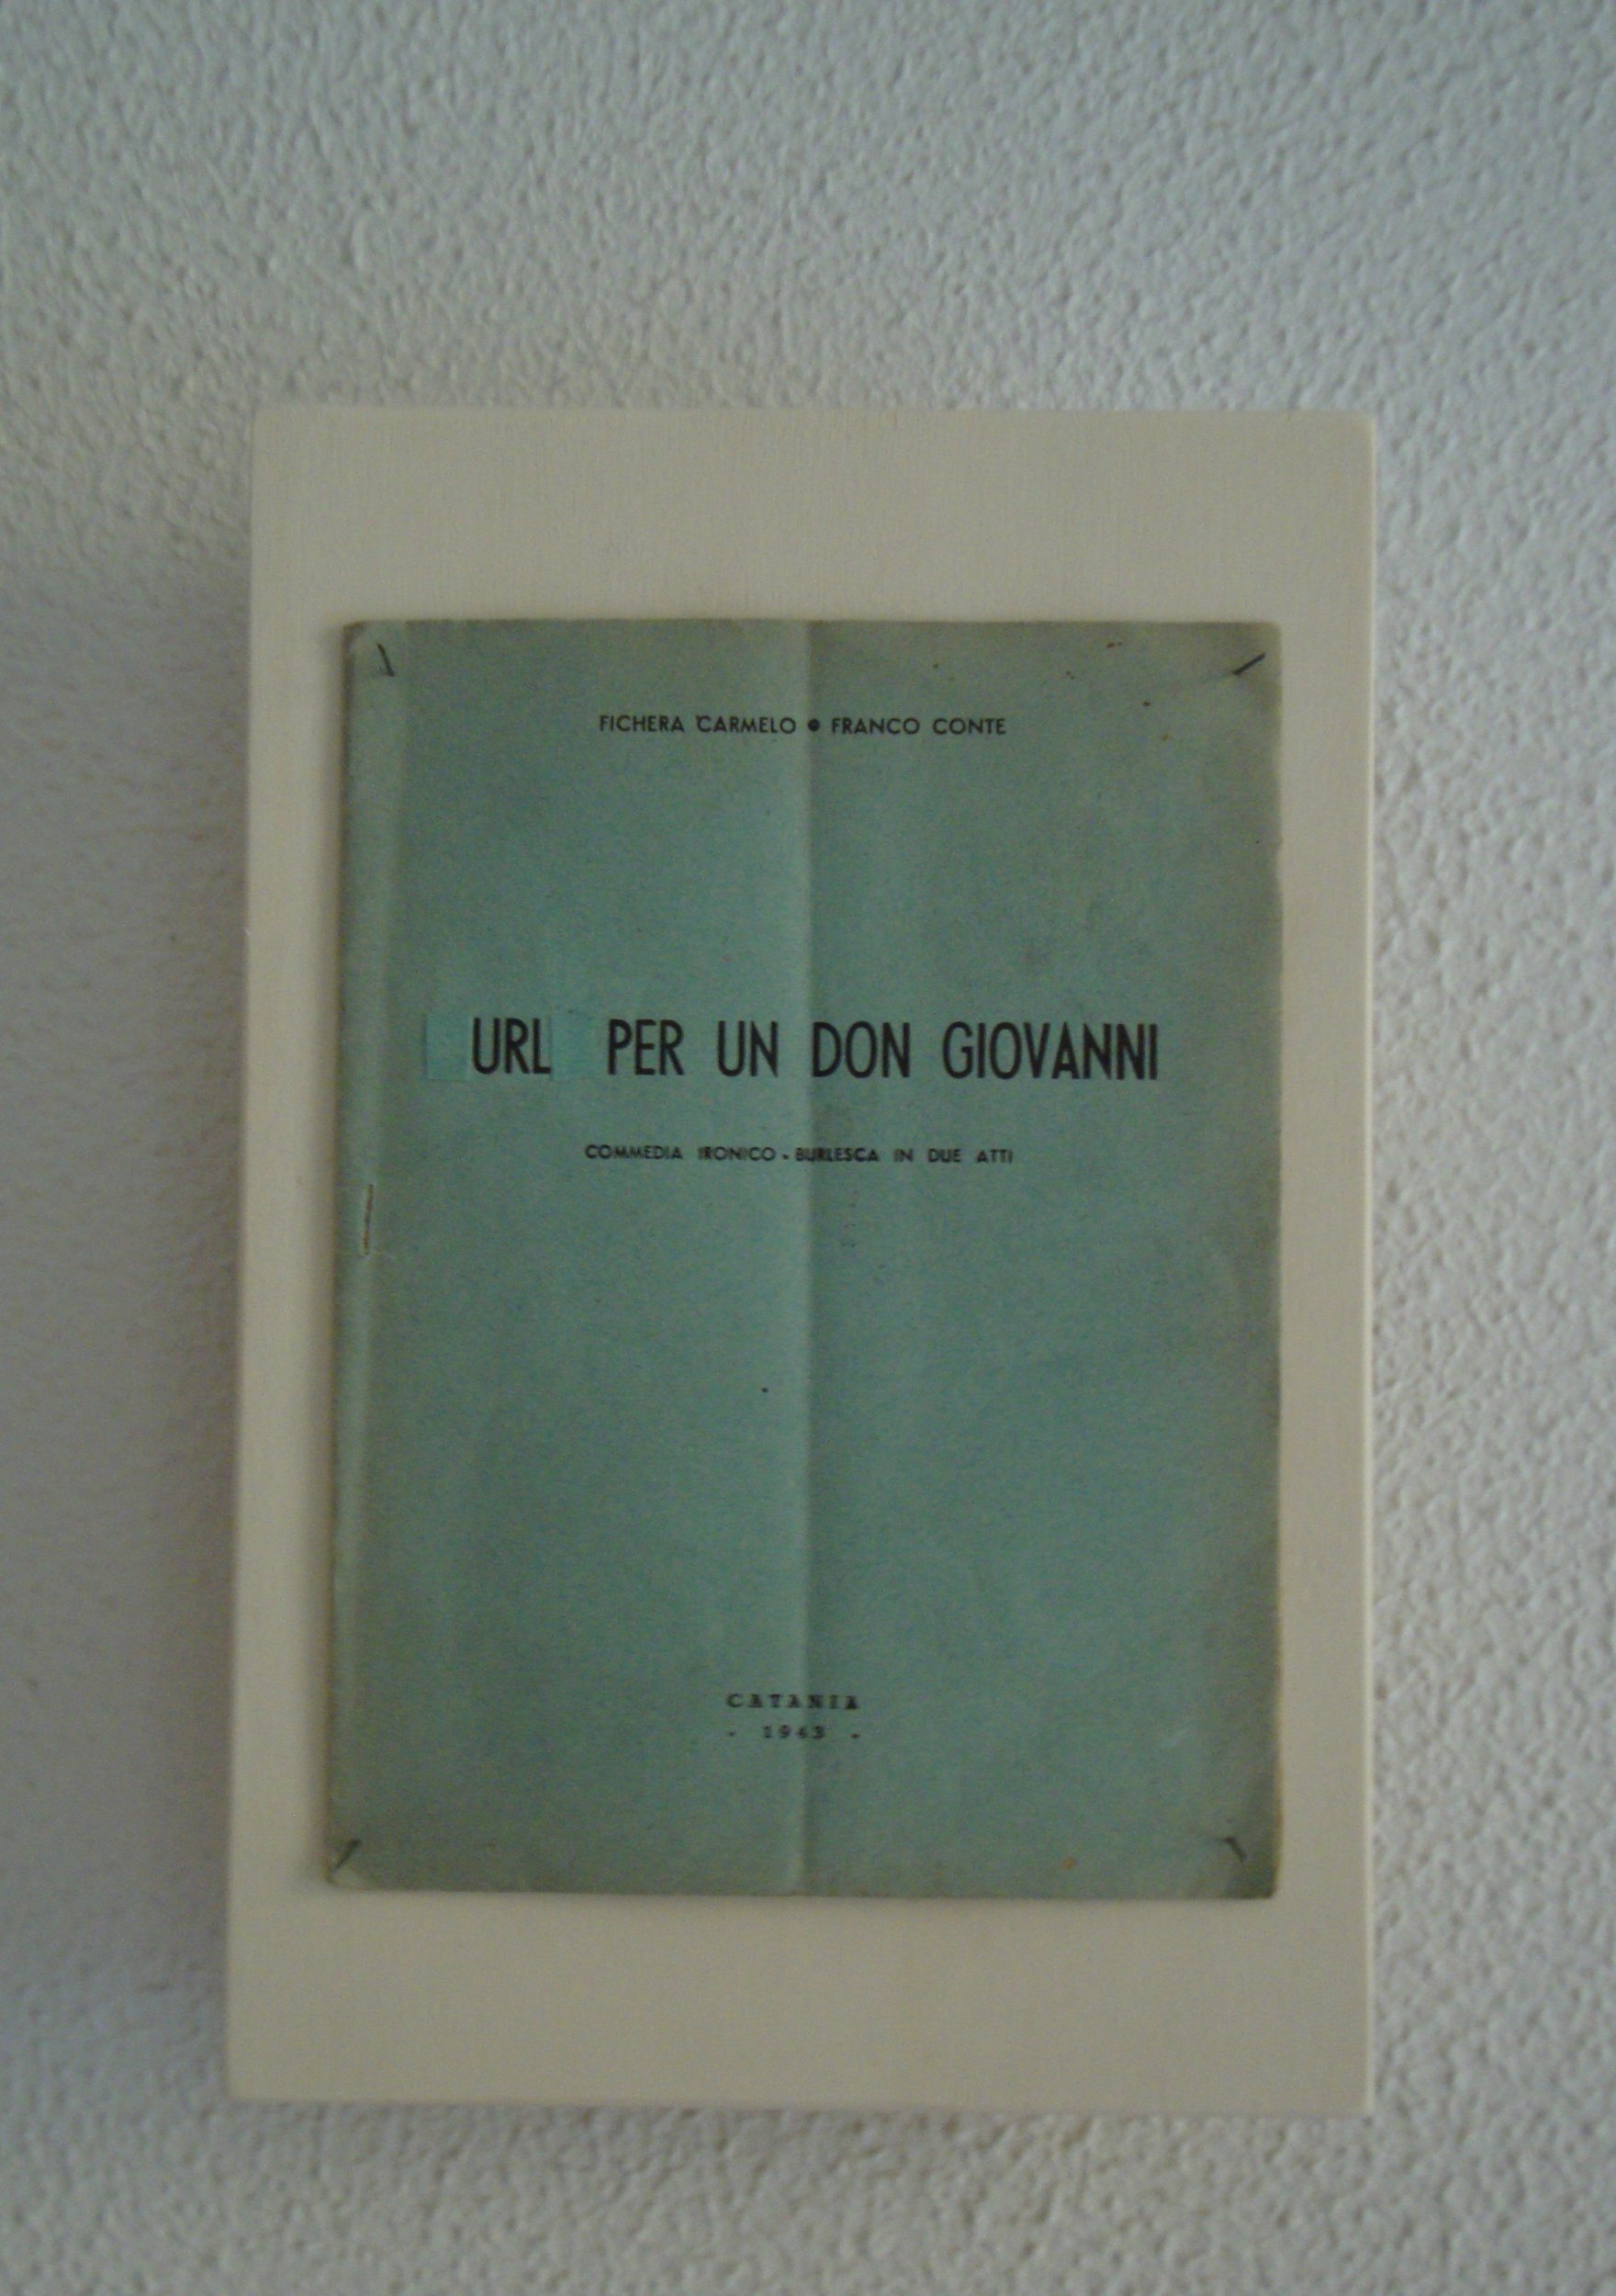 FICHERA CARMELO • FRANCO CONTE
URL PER UN DON GIOVANNI
COMMEDIA IRONICO - BURLESCA IN DUE ATTI
CATANIA
- 1943 -